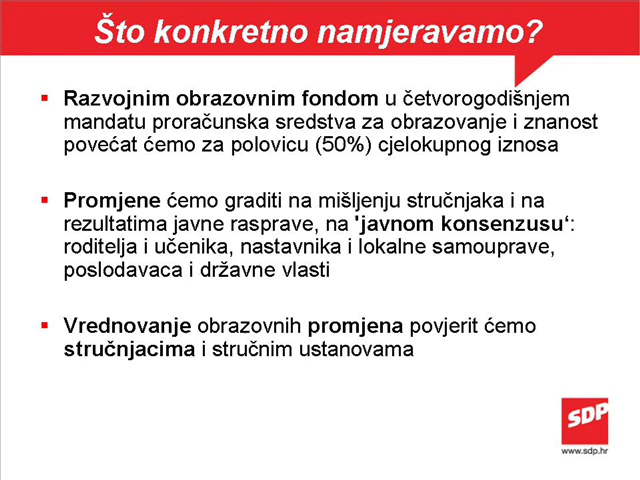 Što konkretno namjeravamo?
Razvojnim obrazovnim fondom u četverogodišnjem
mandatu proračunska sredstva za obrazovanje i znanost
povećat ćemo za polovicu (50%) cjelokupnog iznosa
Promjene ćemo graditi na mišljenju stručnjaka i na
rezultatima javne rasprave, na 'javnom konsenzusu‘:
roditelja i učenika, nastavnika i lokalne samouprave,
poslodavaca i državne vlasti
Vrednovanje obrazovnih promjena povjerit ćemo
stručnjacima i stručnim ustanovama
SDP
www.sdp.hr